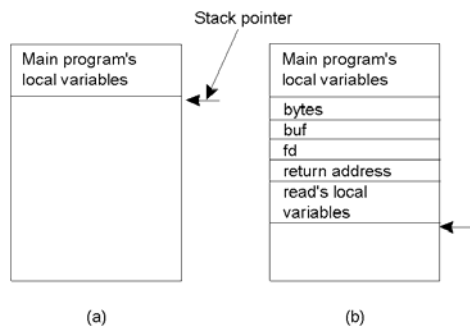 Stack pointer
Main program's
local variables
Main program's
local variables
bytes
buf
fd
return address
read's local
variables
(a)
(b)